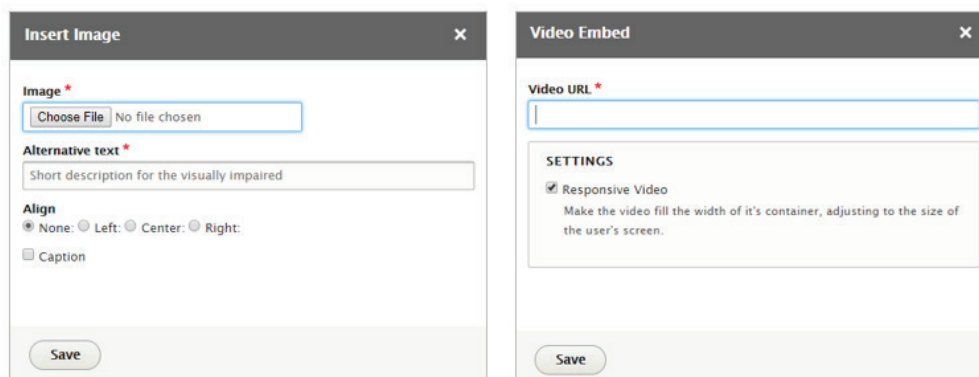 Insert Image ×
Image *
Choose File No file chosen
Alternative text *
Short description for the visually impaired
Align
None: Left: Center: Right:
Caption
Save
Video Embed ×
Video URL *
SETTINGS
Responsive Video
Make the video fill the width of it's container, adjusting to the size of
the user's screen.
Save